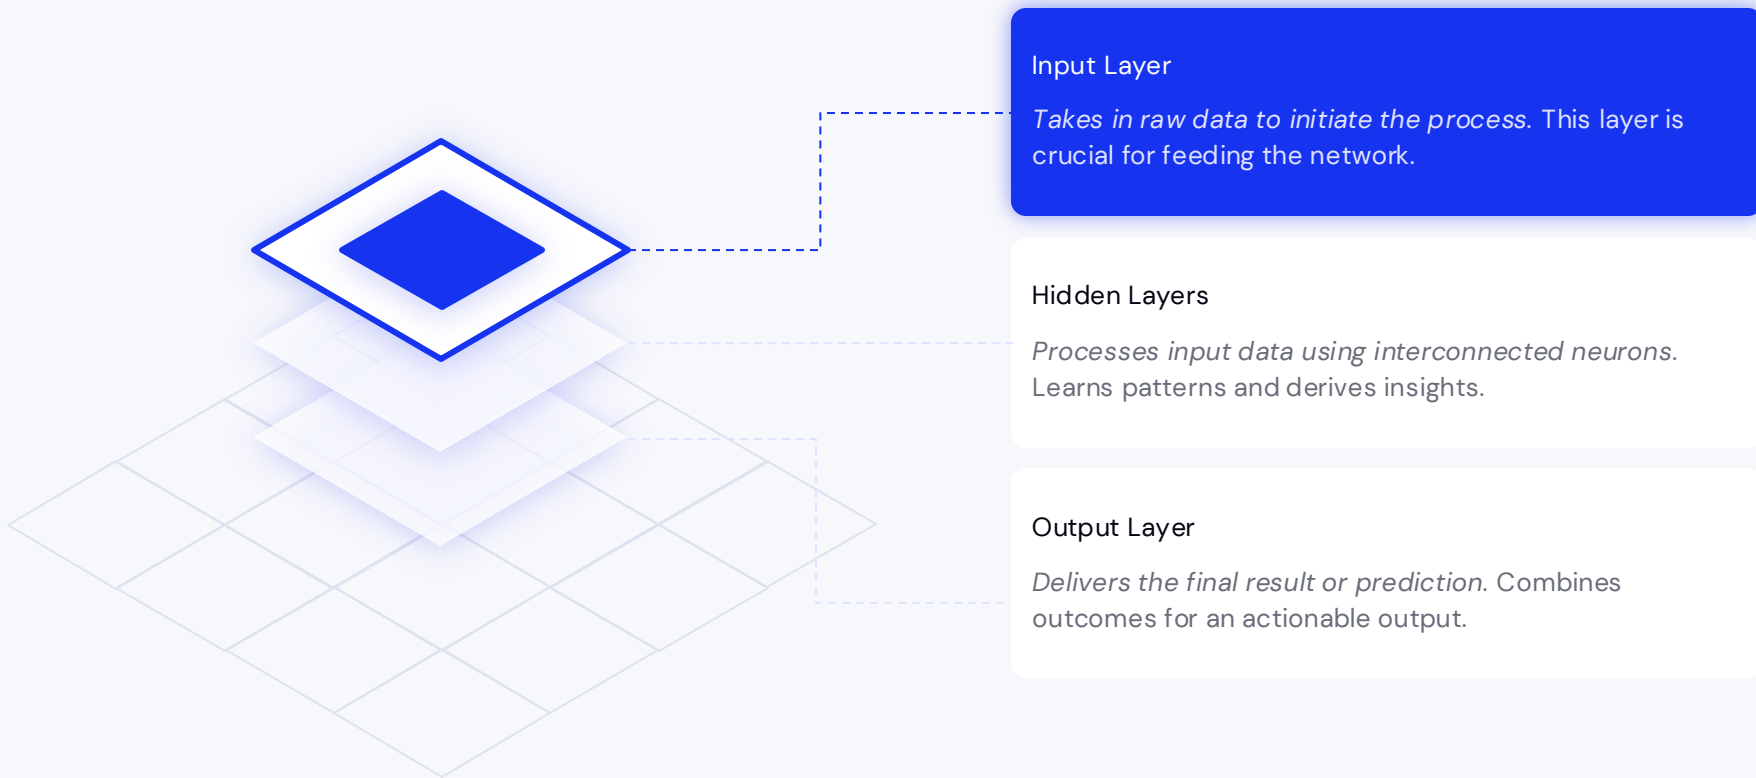 Input Layer
Takes in raw data to initiate the process. This layer is
crucial for feeding the network.
Hidden Layers
Processes input data using interconnected neurons.
Learns patterns and derives insights.
Output Layer
Delivers the final result or prediction. Combines
outcomes for an actionable output.